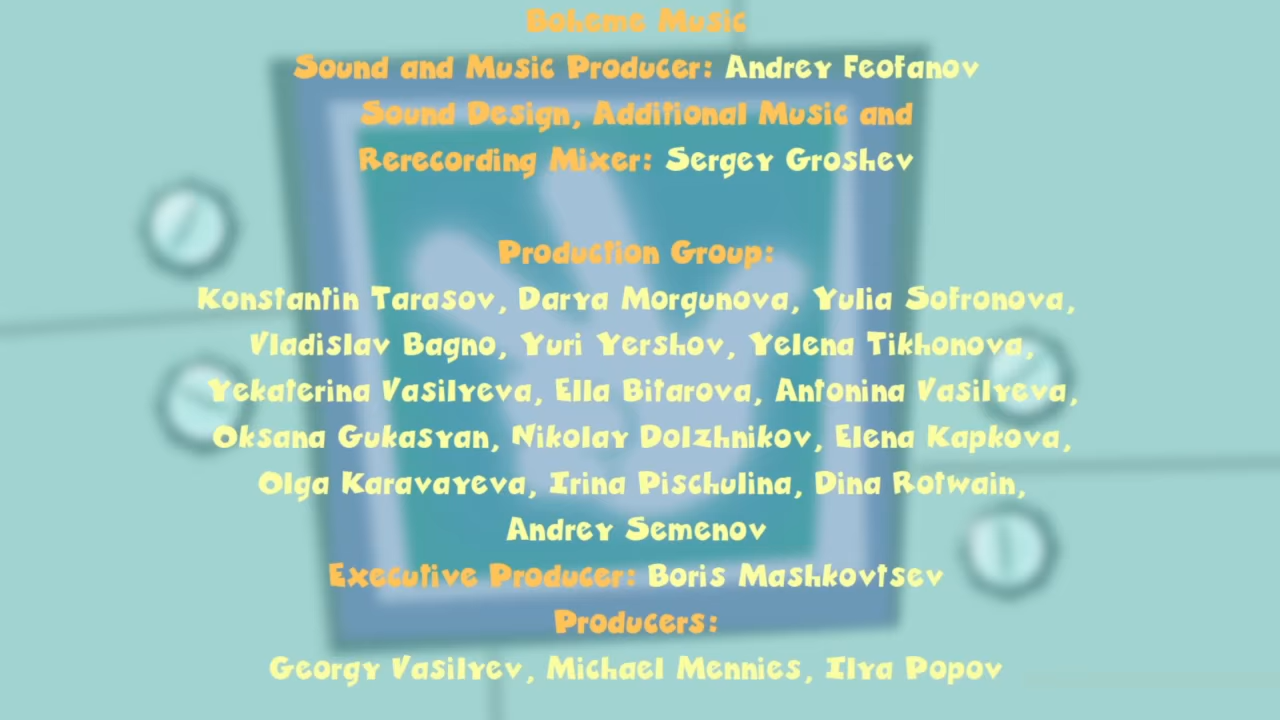 Boheme Music
Sound and Music Producer: Andrey Feofanov
Sound Design, Additional Music and
Rerecording Mixer: Sergey Groshev
Production Group:
Konstantin Tarasov, Darya Morgunova, Yulia Sofronova,
Vladislav Bagno, Yuri Yershov, Yelena Tikhonova,
Yekaterina Vasilyeva, Ella Bitarova, Antonina Vasilyeva,
Oksana Gukasyan, Nikolay Dolzhnikov, Elena Kapkova,
Olga Karavayeva, Irina Pischulina, Dina Rotwain,
Andrey Semenov
Executive Producer: Boris Mashkovtsev
Producers:
Georgy Vasilyev, Michael Mennies, Ilya Popov